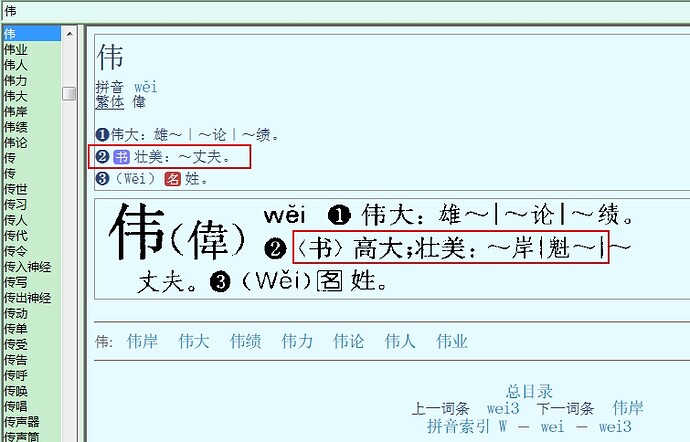 伟
伟
伟业
伟人
伟力
伟大
伟岸
伟绩
伟论
传
传
传世
传习
传人
传代
传令
传入神经
传写
传出神经
传动
传单
传受
传告
传呼
传唤
传唱
传声器
传声筒
伟
拼音 wěi
繁体 偉
❶伟大：雄～｜～论｜～绩。
❷ 书 壮美：～丈夫。
❸（Wěi） 名 姓。
伟(偉) wěi ❶ 伟大：雄～|～论|～绩。
❷〈书〉高大；壮美：～岸|魁～|～
丈夫。❸（Wěi）名 姓。
伟： 伟岸 伟大 伟绩 伟力 伟论 伟人 伟业
总目录
上一词条 wei3 下一词条 伟岸
拼音索引 W － wei － wei3